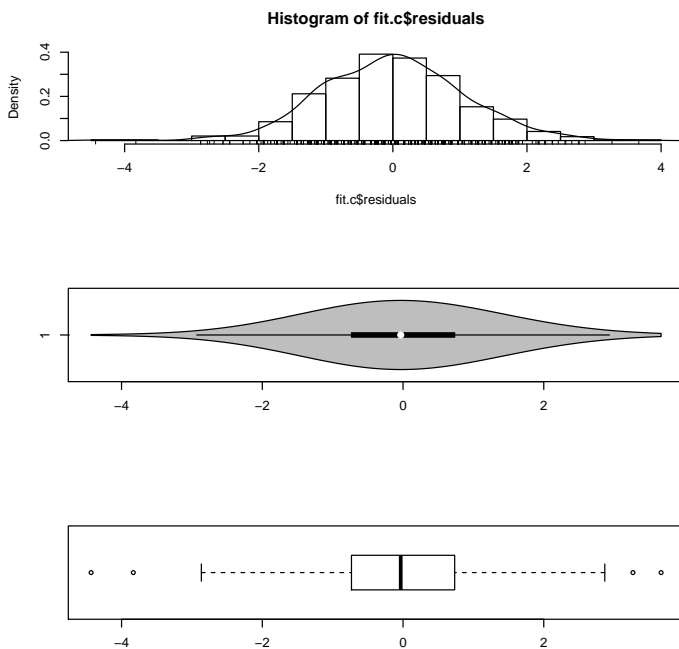 Histogram of fit.c$residuals
Density
0.0 0.2 0.4
−4 −2 0 2 4
fit.c$residuals
1
−4 −2 0 2
−4 −2 0 2